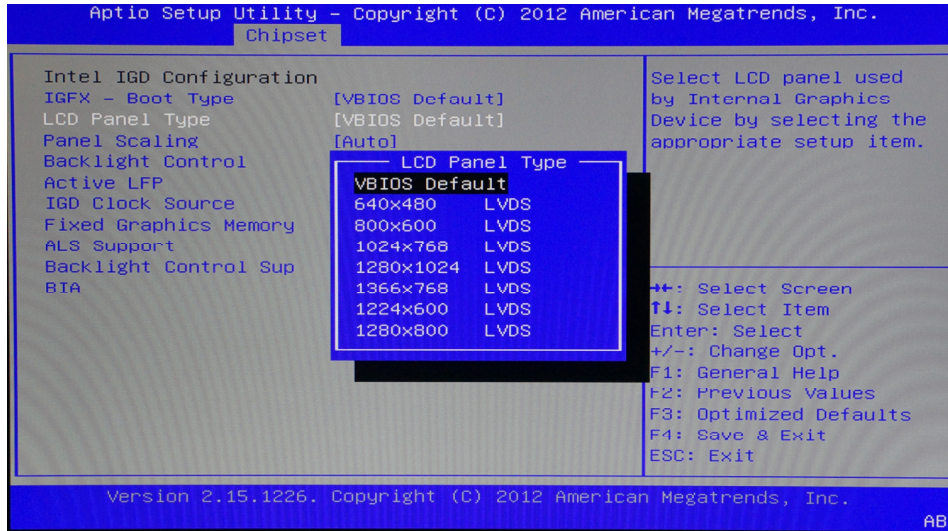 Aptio Setup Utility – Copyright (C) 2012 American Megatrends, Inc.
Chipset
Intel IGD Configuration
IGFX – Boot Type [VBIOS Default]
LCD Panel Type [VBIOS Default]
Panel Scaling [Auto]
Backlight Control
Active LFP
IGD Clock Source
Fixed Graphics Memory
ALS Support
Backlight Control Sup
BIA
LCD Panel Type
VBIOS Default
640x480 LVDS
800x600 LVDS
1024x768 LVDS
1280x1024 LVDS
1366x768 LVDS
1224x600 LVDS
1280x800 LVDS
Select LCD panel used
by Internal Graphics
Device by selecting the
appropriate setup item.
→←: Select Screen
↑↓: Select Item
Enter: Select
+/-: Change Opt.
F1: General Help
F2: Previous Values
F3: Optimized Defaults
F4: Save & Exit
ESC: Exit
Version 2.15.1226. Copyright (C) 2012 American Megatrends, Inc.
AB